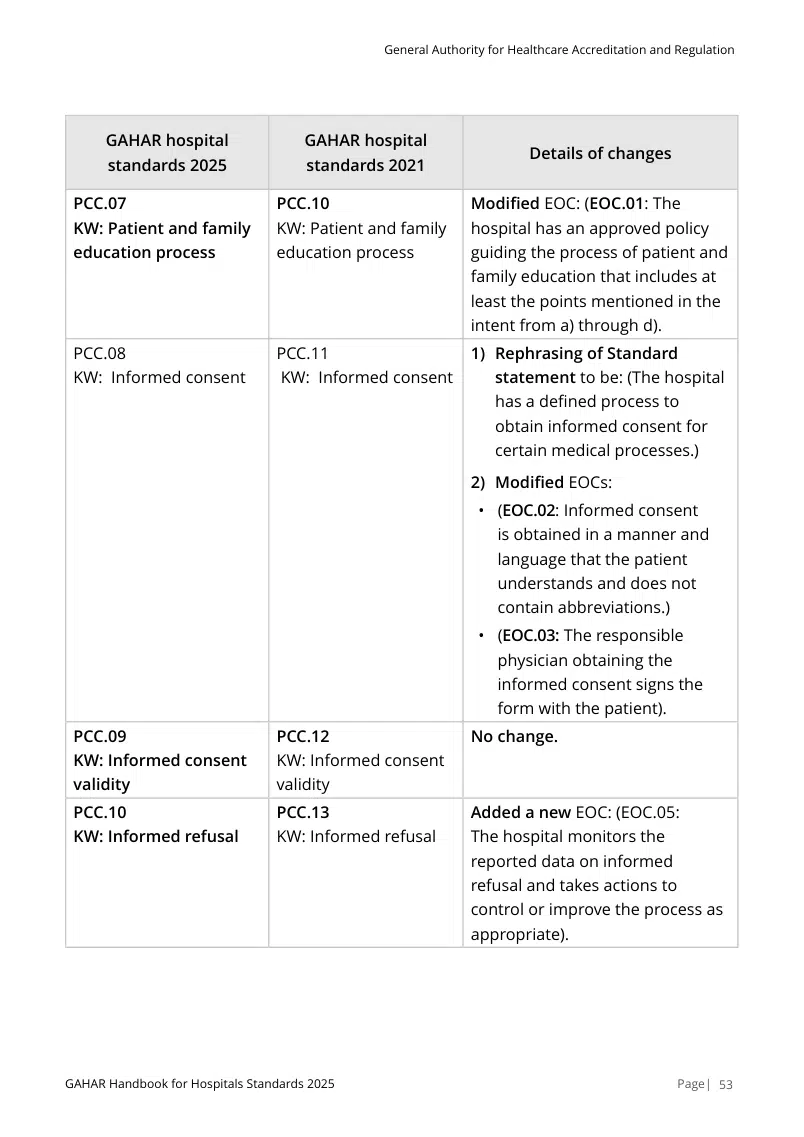 General Authority for Healthcare Accreditation and Regulation
GAHAR hospital
standards 2025
GAHAR hospital
standards 2021
Details of changes
PCC.07
KW: Patient and family
education process
PCC.10
KW: Patient and family
education process
Modified EOC: (EOC.01: The
hospital has an approved policy
guiding the process of patient and
family education that includes at
least the points mentioned in the
intent from a) through d).
PCC.08
KW:  Informed consent
PCC.11
KW:  Informed consent
1) Rephrasing of Standard
statement to be: (The hospital
has a defined process to
obtain informed consent for
certain medical processes.)
2) Modified EOCs:
• (EOC.02: Informed consent
is obtained in a manner and
language that the patient
understands and does not
contain abbreviations.)
• (EOC.03: The responsible
physician obtaining the
informed consent signs the
form with the patient).
PCC.09
KW: Informed consent
validity
PCC.12
KW: Informed consent
validity
No change.
PCC.10
KW: Informed refusal
PCC.13
KW: Informed refusal
Added a new EOC: (EOC.05:
The hospital monitors the
reported data on informed
refusal and takes actions to
control or improve the process as
appropriate).
GAHAR Handbook for Hospitals Standards 2025
Page| 53